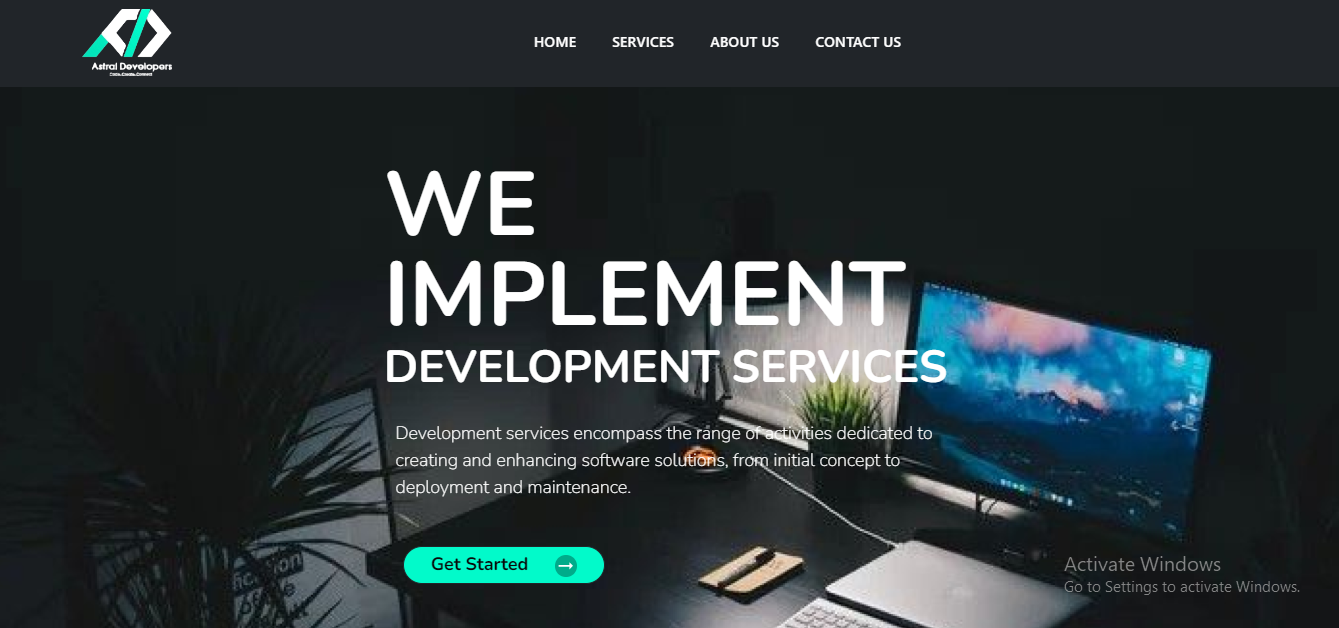 Astral Developers
HOME
SERVICES
ABOUT US
CONTACT US
WE
IMPLEMENT
DEVELOPMENT SERVICES
Development services encompass the range of activities dedicated to
creating and enhancing software solutions, from initial concept to
deployment and maintenance.
Get Started
Activate Windows
Go to Settings to activate Windows.